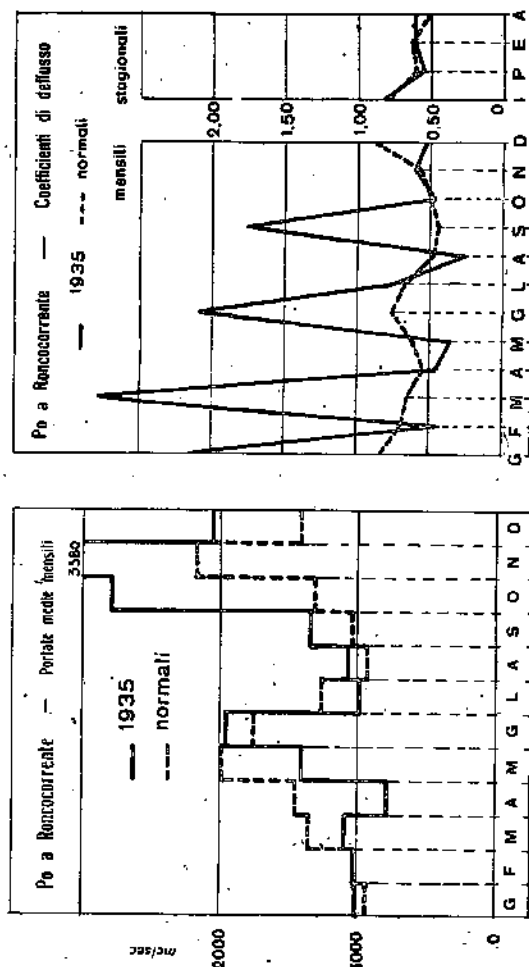 Po a Roncocorrente — Portate medie mensili
3580
1935
normali
mc/sec
2000
1000
0
G F M A M G L A S O N D
Po a Roncocorrente — Coefficienti di deflusso
1935
normali
mensili stagionali
2.00
1.50
1.00
0.50
0
G F M A M G L A S O N D
I P E A